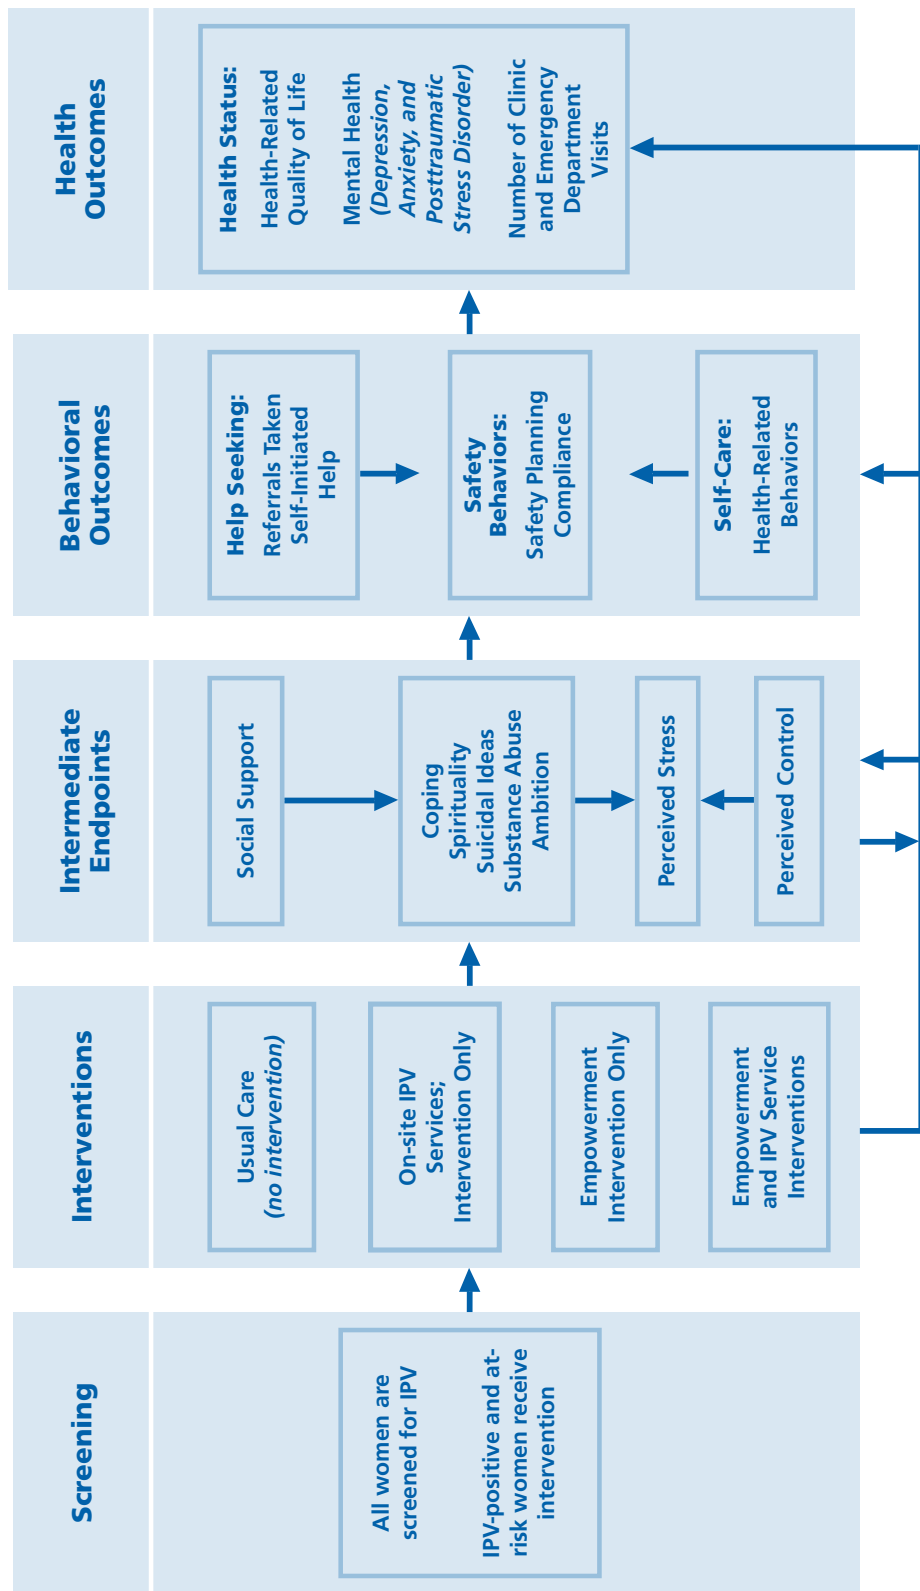 Screening
All women are
screened for IPV
IPV-positive and at-
risk women receive
intervention
Interventions
Usual Care
(no intervention)
On-site IPV
Services;
Intervention Only
Empowerment
Intervention Only
Empowerment
and IPV Service
Interventions
Intermediate
Endpoints
Social Support
Coping
Spirituality
Suicidal Ideas
Substance Abuse
Ambition
Perceived Stress
Perceived Control
Behavioral
Outcomes
Help Seeking:
Referrals Taken
Self-Initiated
Help
Safety
Behaviors:
Safety Planning
Compliance
Self-Care:
Health-Related
Behaviors
Health
Outcomes
Health Status:
Health-Related
Quality of Life
Mental Health
(Depression,
Anxiety, and
Posttraumatic
Stress Disorder)
Number of Clinic
and Emergency
Department
Visits